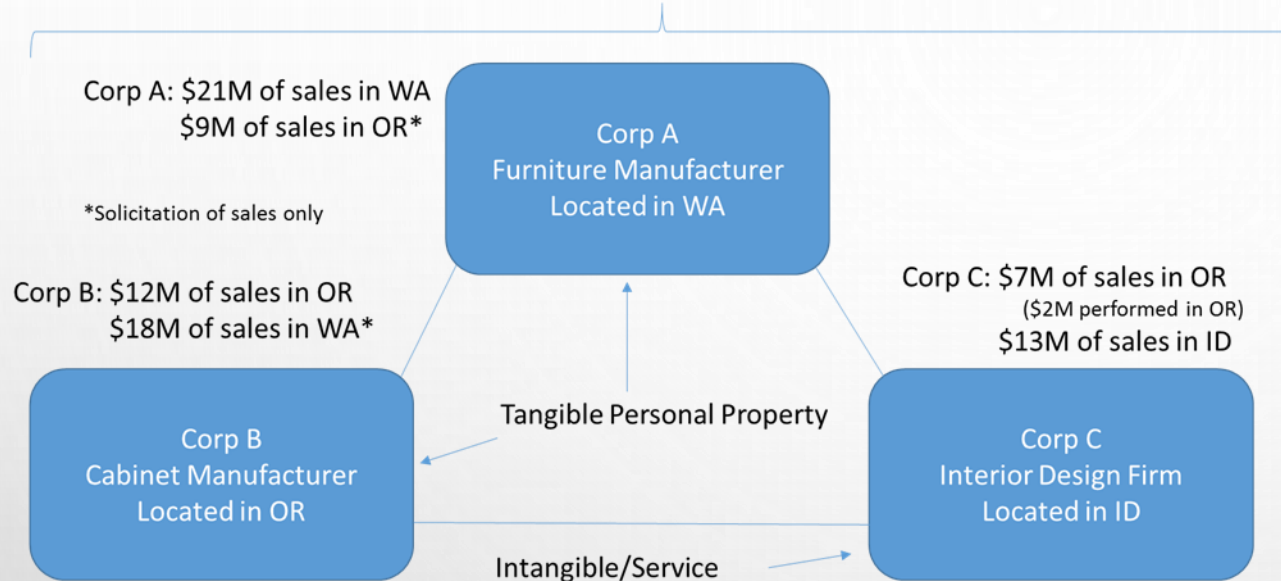 Corp A: $21M of sales in WA
$9M of sales in OR*
*Solicitation of sales only
Corp A
Furniture Manufacturer
Located in WA
Corp B: $12M of sales in OR
$18M of sales in WA*
Corp C: $7M of sales in OR
($2M performed in OR)
$13M of sales in ID
Tangible Personal Property
Corp B
Cabinet Manufacturer
Located in OR
Corp C
Interior Design Firm
Located in ID
Intangible/Service